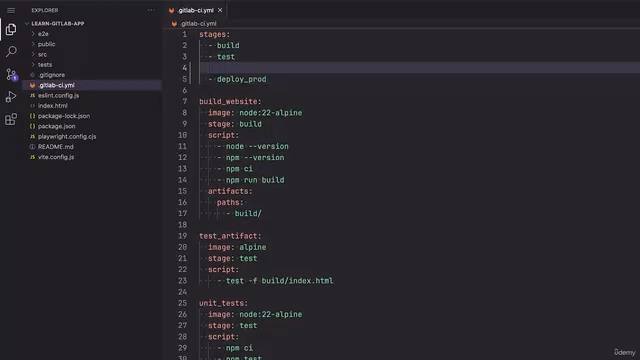 EXPLORER
LEARN-GITLAB-APP
e2e
public
src
tests
.gitignore
.gitlab-ci.yml
eslint.config.js
index.html
package-lock.json
package.json
playwright.config.cjs
README.md
vite.config.js
.gitlab-ci.yml
.gitlab-ci.yml
1 stages:
2 - build
3 - test
4
5 - deploy_prod
6
7 build_website:
8 image: node:22-alpine
9 stage: build
10 script:
11 - node --version
12 - npm --version
13 - npm ci
14 - npm run build
15 artifacts:
16 paths:
17 - build/
18
19 test_artifact:
20 image: alpine
21 stage: test
22 script:
23 - test -f build/index.html
24
25 unit_tests:
26 image: node:22-alpine
27 stage: test
28 script:
29 - npm ci
30 - npm test
udemy